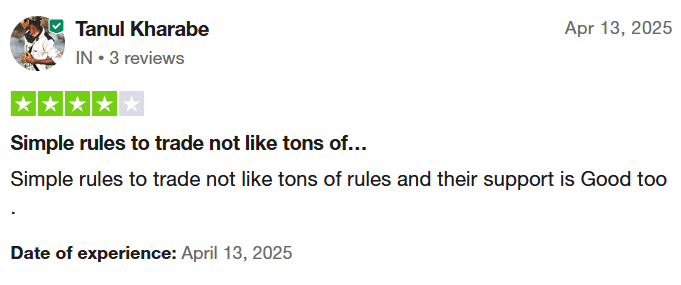 Tanul Kharabe
Apr 13, 2025
IN • 3 reviews
Simple rules to trade not like tons of…
Simple rules to trade not like tons of rules and their support is Good too
.
Date of experience: April 13, 2025